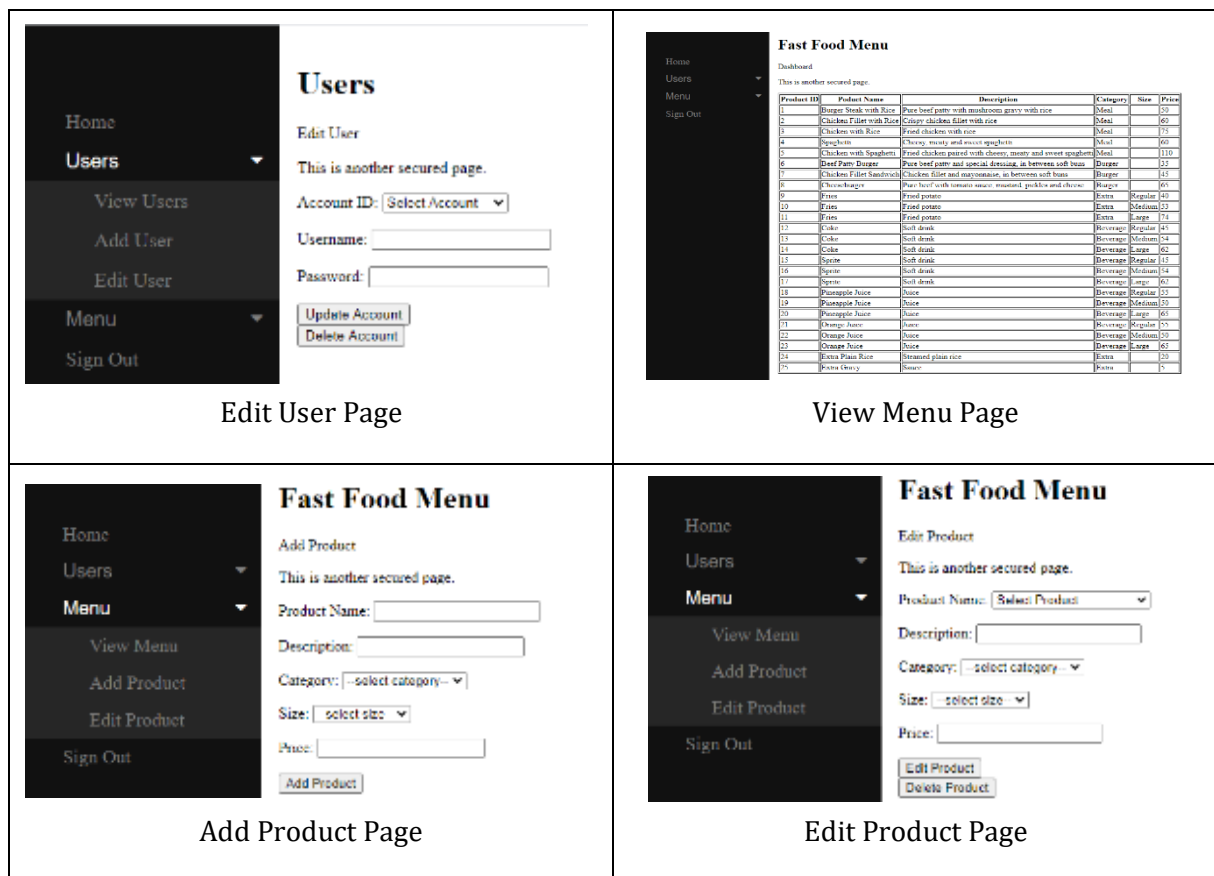 Home
Users
View Users
Add User
Edit User
Menu
Sign Out
Users
Edit User
This is another secured page.
Account ID: Select Account
Username:
Password:
Update Account
Delete Account
Edit User Page
Home
Users
Menu
Sign Out
Fast Food Menu
Dashboard
This is another secured page.
Product ID Poduct Name Description Category Size Price
1 Burger Steak with Rice Pure beef patty with mushroom gravy with rice Meal 50
2 Chicken Fillet with Rice Crispy chicken fillet with rice Meal 60
3 Chicken with Rice Fried chicken with rice Meal 75
4 Spaghetti Cheesy, meaty and sweet spaghetti Meal 60
5 Chicken with Spaghetti Fried chicken paired with cheesy, meaty and sweet spaghetti Meal 110
6 Beef Patty Burger Pure beef patty and special dressing, in between soft buns Burger 35
7 Chicken Fillet Sandwich Chicken fillet and mayonnaise, in between soft buns Burger 45
8 Cheeseburger Pure beef with tomato sauce, mustard, pickles and cheese Burger 65
9 Fries Fried potato Extra Regular 40
10 Fries Fried potato Extra Medium 53
11 Fries Fried potato Extra Large 74
12 Coke Soft drink Beverage Regular 45
13 Coke Soft drink Beverage Medium 54
14 Coke Soft drink Beverage Large 62
15 Sprite Soft drink Beverage Regular 45
16 Sprite Soft drink Beverage Medium 54
17 Sprite Soft drink Beverage Large 62
18 Pineapple Juice Juice Beverage Regular
19 Pineapple Juice Juice Beverage Medium 50
20 Pineapple Juice Juice Beverage Large 65
21 Orange Juice Juice Beverage Regular
22 Orange Juice Juice Beverage Medium 50
23 Orange Juice Juice Beverage Large 65
24 Extra Plain Rice Steamed plain rice Extra 20
25 Extra Gravy Sauce Extra 5
View Menu Page
Home
Users
Menu
View Menu
Add Product
Edit Product
Sign Out
Fast Food Menu
Add Product
This is another secured page.
Product Name:
Description:
Category: --select category--
Size: --select size--
Price:
Add Product
Add Product Page
Home
Users
Menu
View Menu
Add Product
Edit Product
Sign Out
Fast Food Menu
Edit Product
This is another secured page.
Product Name: Select Product
Description:
Category: --select category--
Size: --select size--
Price:
Edit Product
Delete Product
Edit Product Page